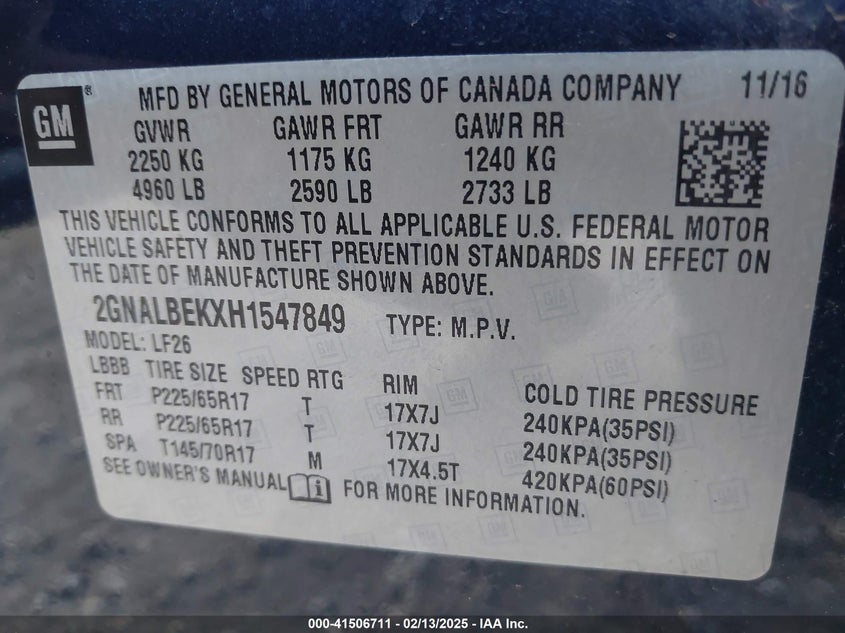 GM ® MFD BY GENERAL MOTORS OF CANADA COMPANY 11/16
GVWR GAWR FRT GAWR RR
2250 KG 1175 KG 1240 KG
4960 LB 2590 LB 2733 LB
THIS VEHICLE CONFORMS TO ALL APPLICABLE U.S. FEDERAL MOTOR
VEHICLE SAFETY AND THEFT PREVENTION STANDARDS IN EFFECT ON
THE DATE OF MANUFACTURE SHOWN ABOVE.
2GNALBEKXH1547849 TYPE: M.P.V.
MODEL: LF26
LBBB TIRE SIZE SPEED RTG RIM COLD TIRE PRESSURE
FRT P225/65R17 T 17X7J 240KPA(35PSI)
RR P225/65R17 T 17X7J 240KPA(35PSI)
SPA T145/70R17 M 17X4.5T 420KPA(60PSI)
SEE OWNER'S MANUAL FOR MORE INFORMATION.
000-41506711 - 02/13/2025 - IAA Inc.